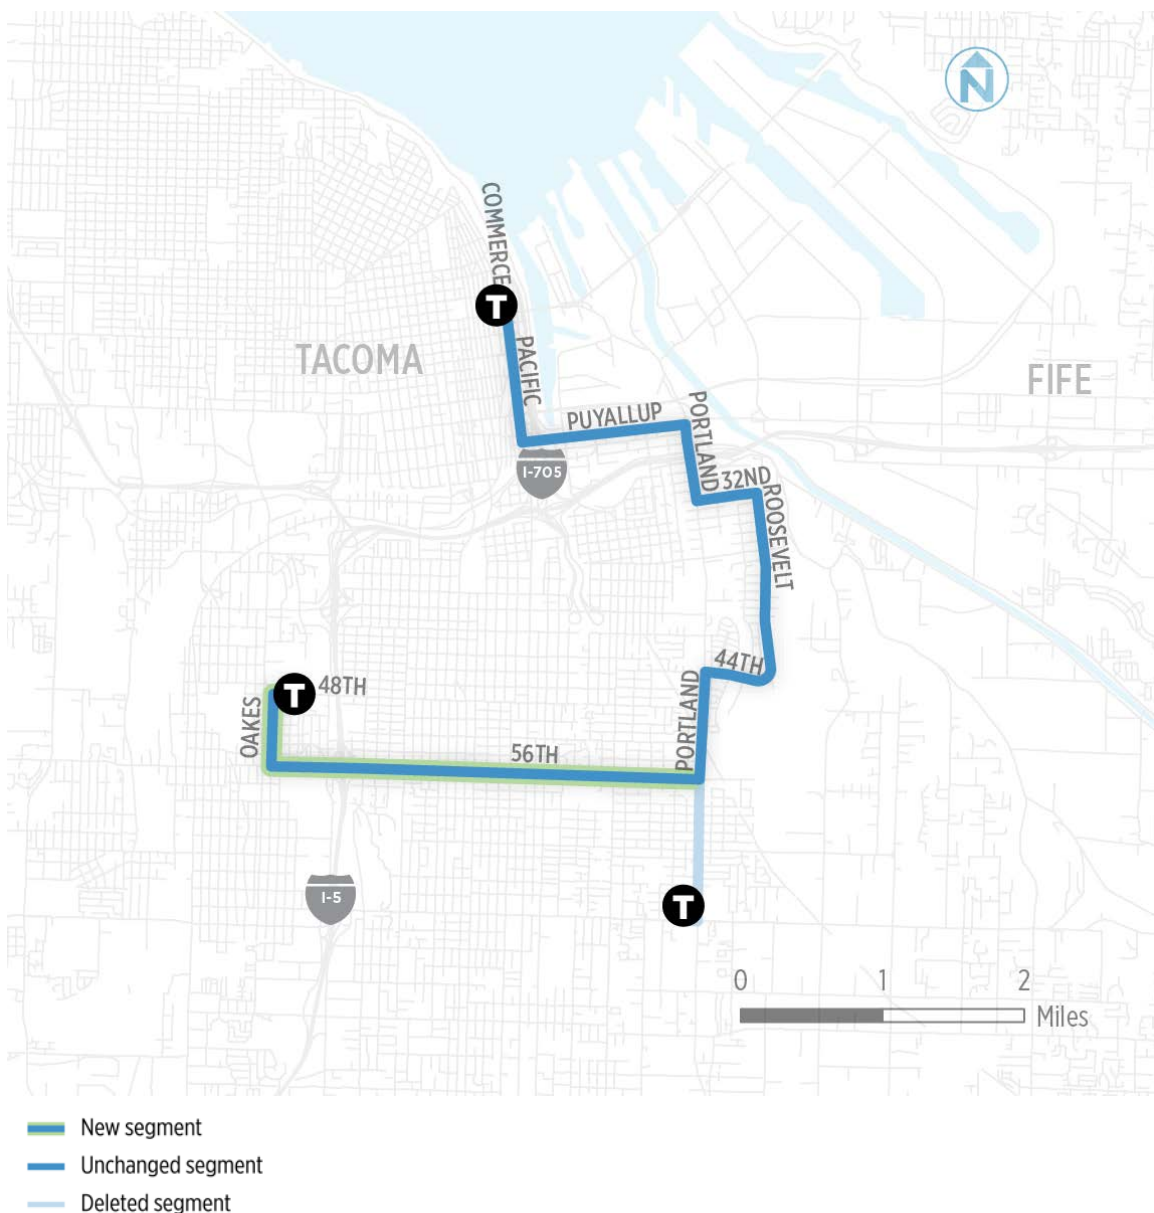 N
COMMERCE
T
TACOMA
PACIFIC
FIFE
PUYALLUP
PORTLAND
I-705
32ND
ROOSEVELT
44TH
T
48TH
OAKES
PORTLAND
56TH
I-5
T
0 1 2
Miles
New segment
Unchanged segment
Deleted segment